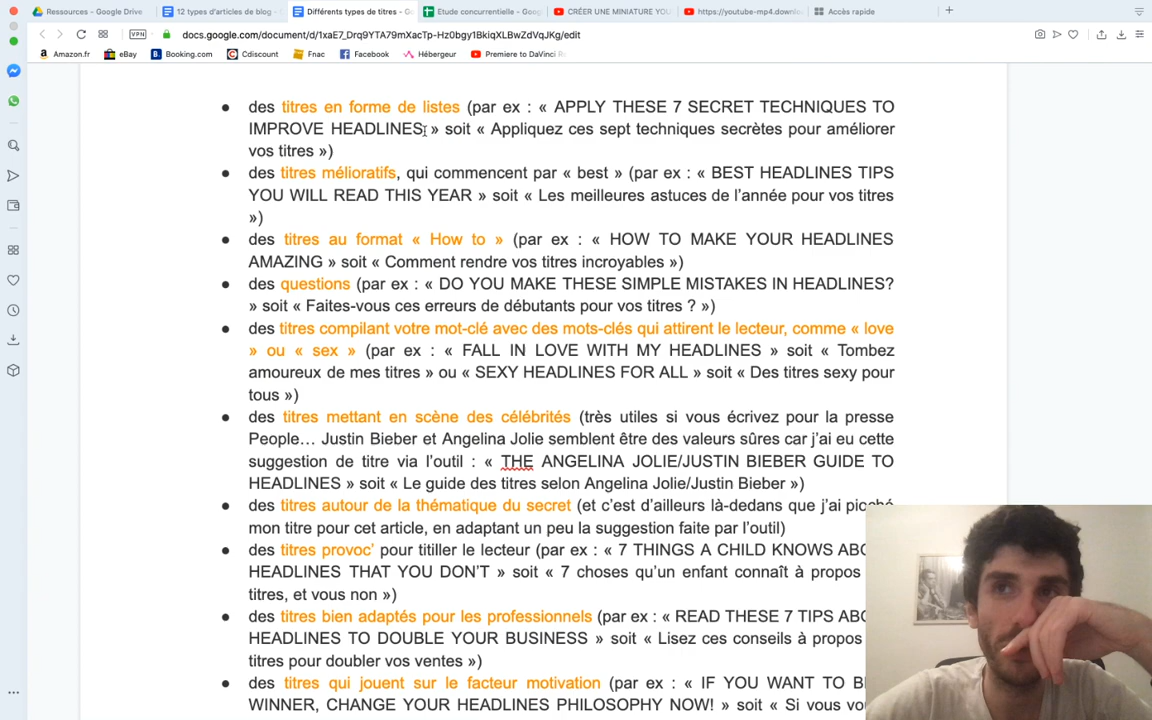 Ressources - Google Drive
12 types d'articles de blog -
Différents types de titres - Go
Etude concurrentielle - Goog
CRÉER UNE MINIATURE YOU
https://youtube-mp4.downlo
Accès rapide
VPN
docs.google.com/document/d/1xaE7_Drq9YTA79mXacTp-Hz0bgy1BkiqXLBwZdVqJKg/edit
Amazon.fr
eBay
Booking.com
Cdiscount
Fnac
Facebook
Hébergeur
Premiere to DaVinci Re
● des titres en forme de listes (par ex : « APPLY THESE 7 SECRET TECHNIQUES TO
IMPROVE HEADLINES » soit « Appliquez ces sept techniques secrètes pour améliorer
vos titres »)
● des titres mélioratifs, qui commencent par « best » (par ex : « BEST HEADLINES TIPS
YOU WILL READ THIS YEAR » soit « Les meilleures astuces de l'année pour vos titres
»)
● des titres au format « How to » (par ex : « HOW TO MAKE YOUR HEADLINES
AMAZING » soit « Comment rendre vos titres incroyables »)
● des questions (par ex : « DO YOU MAKE THESE SIMPLE MISTAKES IN HEADLINES?
» soit « Faites-vous ces erreurs de débutants pour vos titres ? »)
● des titres compilant votre mot-clé avec des mots-clés qui attirent le lecteur, comme « love
» ou « sex » (par ex : « FALL IN LOVE WITH MY HEADLINES » soit « Tombez
amoureux de mes titres » ou « SEXY HEADLINES FOR ALL » soit « Des titres sexy pour
tous »)
● des titres mettant en scène des célébrités (très utiles si vous écrivez pour la presse
People… Justin Bieber et Angelina Jolie semblent être des valeurs sûres car j'ai eu cette
suggestion de titre via l'outil : « THE ANGELINA JOLIE/JUSTIN BIEBER GUIDE TO
HEADLINES » soit « Le guide des titres selon Angelina Jolie/Justin Bieber »)
● des titres autour de la thématique du secret (et c'est d'ailleurs là-dedans que j'ai pioché
mon titre pour cet article, en adaptant un peu la suggestion faite par l'outil)
● des titres provoc' pour titiller le lecteur (par ex : « 7 THINGS A CHILD KNOWS ABO
HEADLINES THAT YOU DON'T » soit « 7 choses qu'un enfant connaît à propos
titres, et vous non »)
● des titres bien adaptés pour les professionnels (par ex : « READ THESE 7 TIPS ABO
HEADLINES TO DOUBLE YOUR BUSINESS » soit « Lisez ces conseils à propos
titres pour doubler vos ventes »)
● des titres qui jouent sur le facteur motivation (par ex : « IF YOU WANT TO B
WINNER, CHANGE YOUR HEADLINES PHILOSOPHY NOW! » soit « Si vous vou